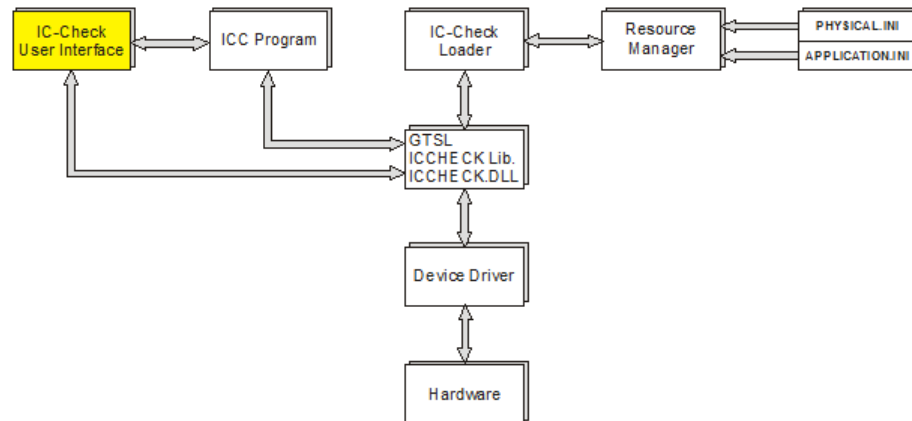 IC-Check
User Interface
ICC Program
IC-Check
Loader
Resource
Manager
PHYSICAL.INI
APPLICATION.INI
GTSL
ICCHECK Lib.
ICCHECK.DLL
Device Driver
Hardware